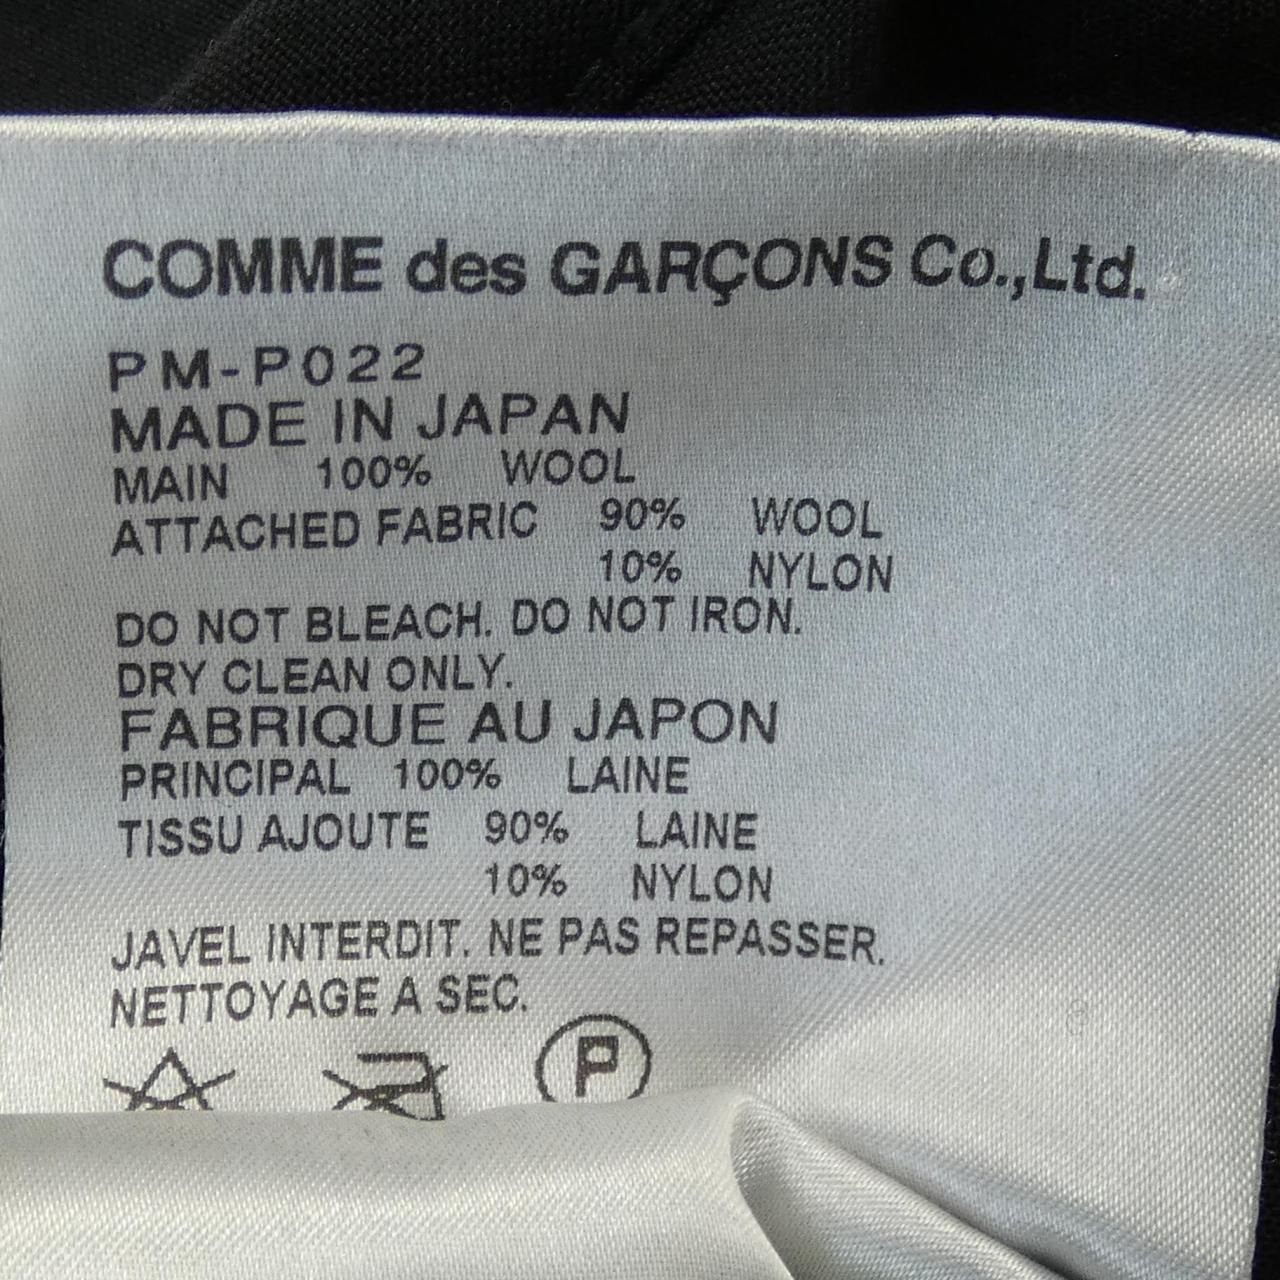 COMME des GARÇONS Co.,Ltd.
PM-P022
MADE IN JAPAN
MAIN 100% WOOL
ATTACHED FABRIC 90% WOOL
10% NYLON
DO NOT BLEACH. DO NOT IRON.
DRY CLEAN ONLY.
FABRIQUE AU JAPON
PRINCIPAL 100% LAINE
TISSU AJOUTE 90% LAINE
10% NYLON
JAVEL INTERDIT. NE PAS REPASSER.
NETTOYAGE A SEC.
P